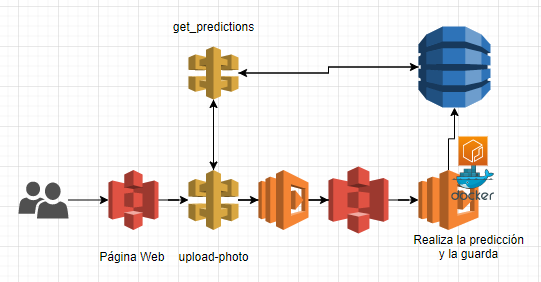 get_predictions
docker
Página Web
upload-photo
Realiza la predicción
y la guarda